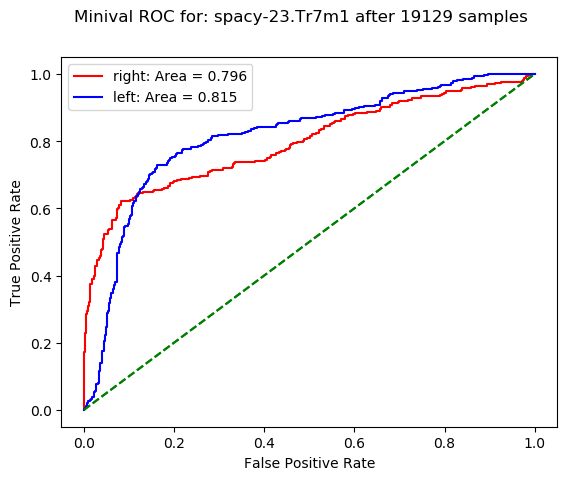 Minival ROC for: spacy-23.Tr7m1 after 19129 samples
right: Area = 0.796
left: Area = 0.815
1.0
0.8
0.6
0.4
0.2
0.0
True Positive Rate
0.0 0.2 0.4 0.6 0.8 1.0
False Positive Rate